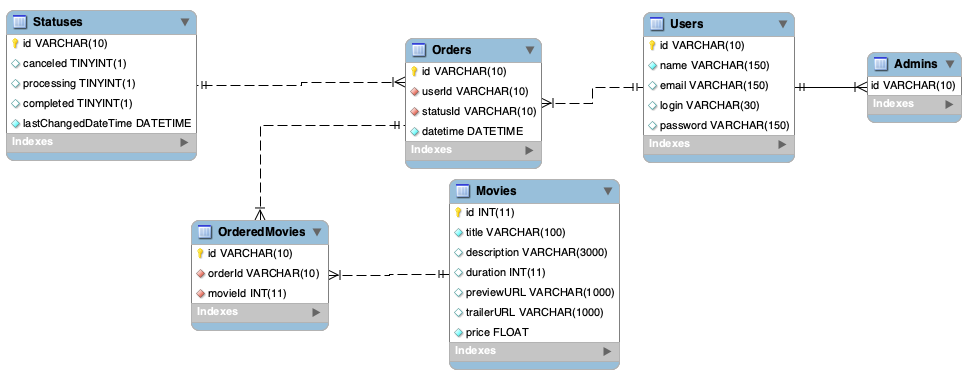 Statuses
id VARCHAR(10)
canceled TINYINT(1)
processing TINYINT(1)
completed TINYINT(1)
lastChangedDateTime DATETIME
Indexes
Orders
id VARCHAR(10)
userId VARCHAR(10)
statusId VARCHAR(10)
datetime DATETIME
Indexes
Users
id VARCHAR(10)
name VARCHAR(150)
email VARCHAR(150)
login VARCHAR(30)
password VARCHAR(150)
Indexes
Admins
id VARCHAR(10)
Indexes
OrderedMovies
id VARCHAR(10)
orderId VARCHAR(10)
movieId INT(11)
Indexes
Movies
id INT(11)
title VARCHAR(100)
description VARCHAR(3000)
duration INT(11)
previewURL VARCHAR(1000)
trailerURL VARCHAR(1000)
price FLOAT
Indexes